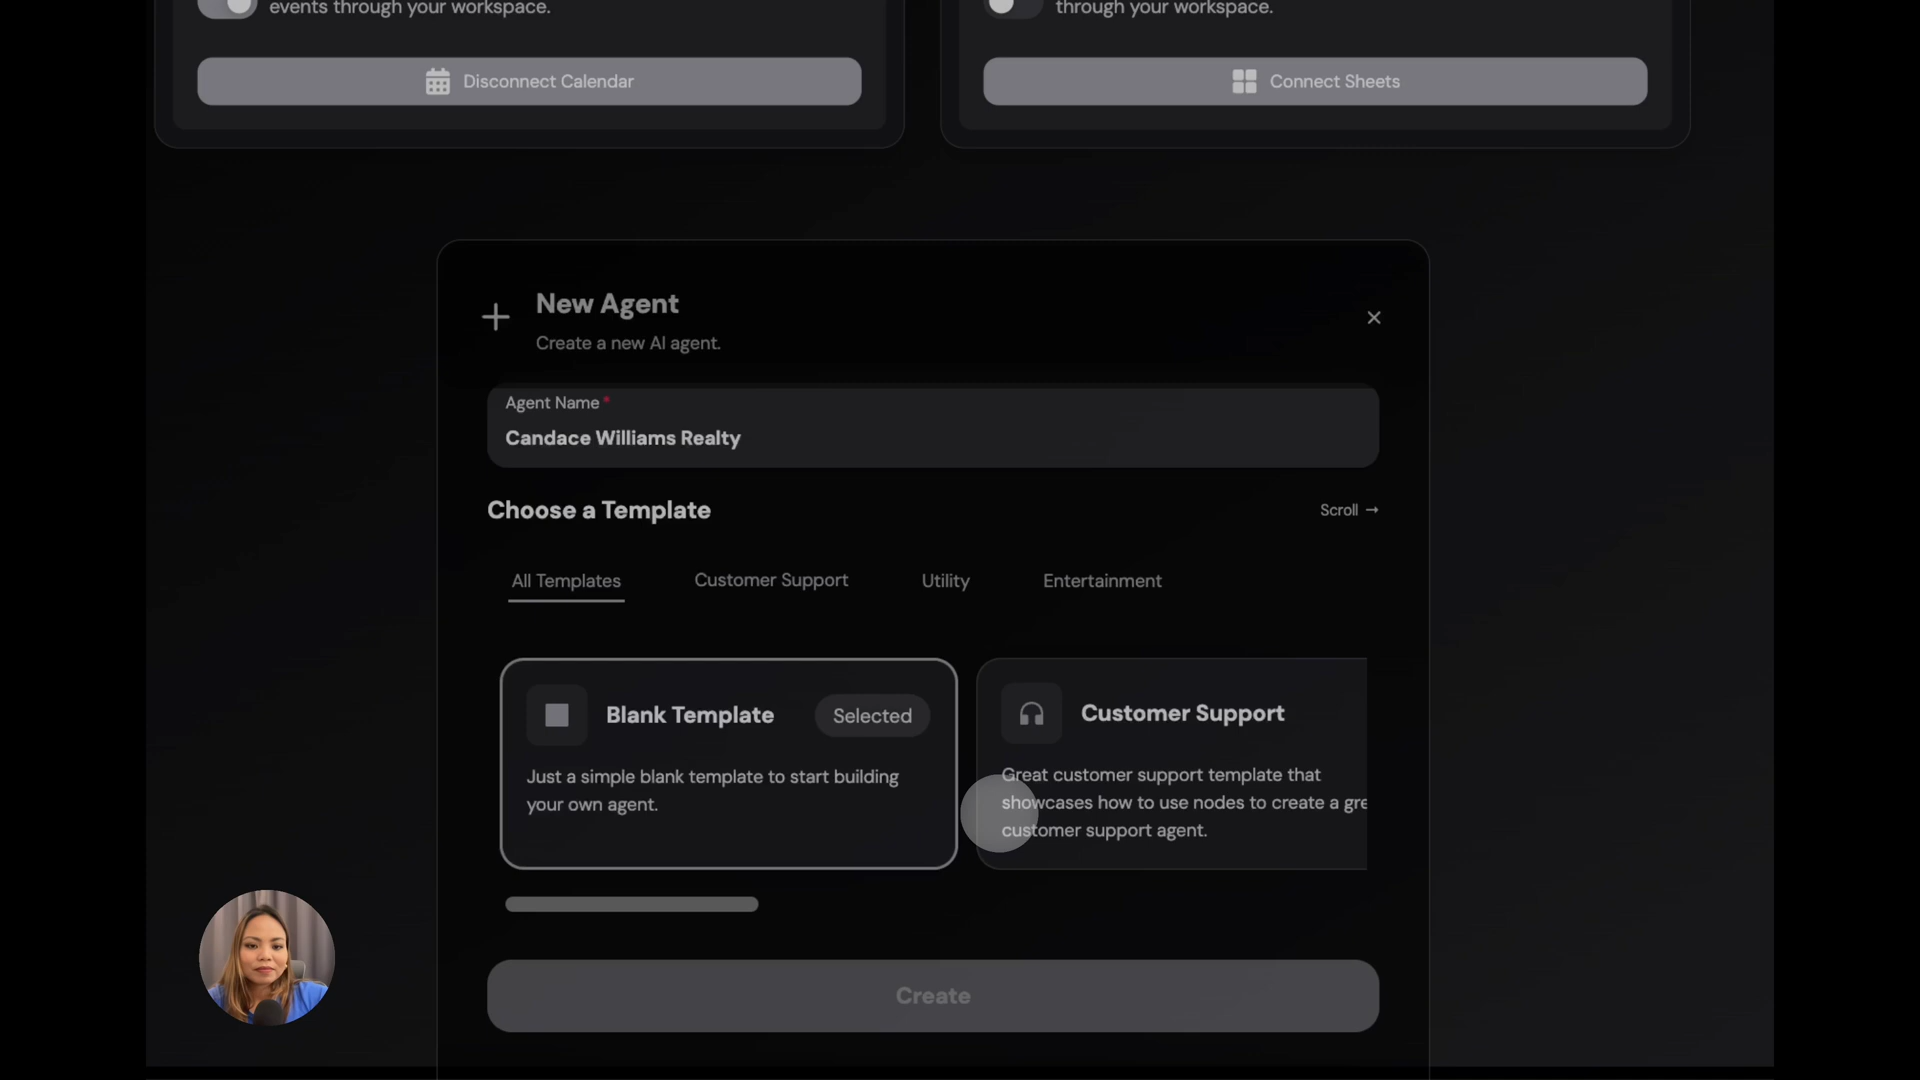 events through your workspace.
through your workspace.
Disconnect Calendar
Connect Sheets
New Agent
Create a new AI agent.
Agent Name *
Candace Williams Realty
Choose a Template
Scroll →
All Templates
Customer Support
Utility
Entertainment
Blank Template
Selected
Just a simple blank template to start building
your own agent.
Customer Support
Great customer support template that
showcases how to use nodes to create a gre
customer support agent.
Create